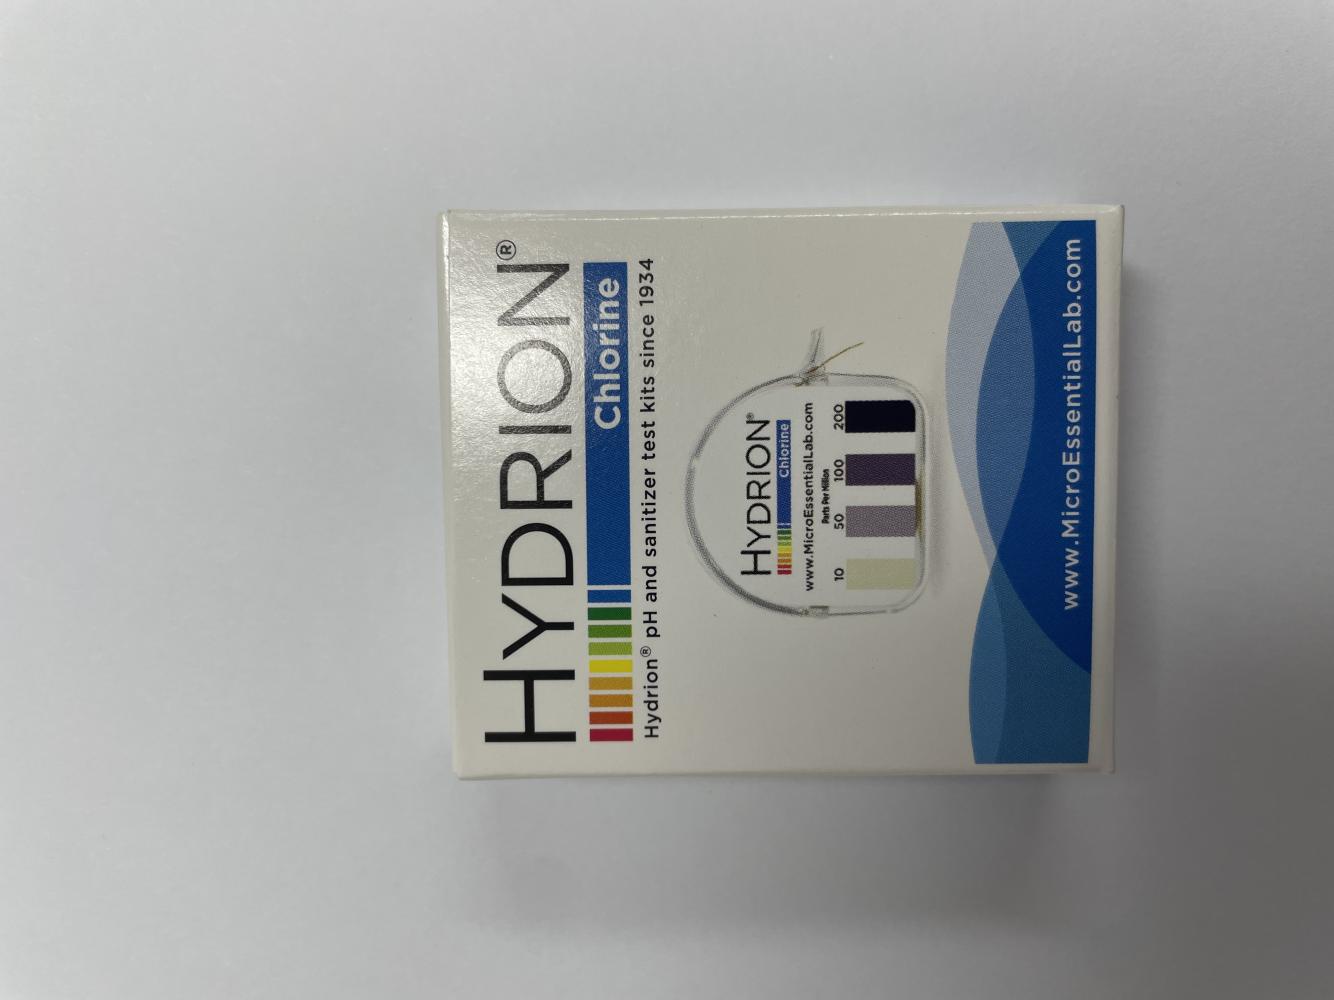 HYDRION®
Chlorine
Hydrion® pH and sanitizer test kits since 1934
HYDRION®
Chlorine
www.MicroEssentialLab.com
Parts Per Million
10 50 100 200
www.MicroEssentialLab.com